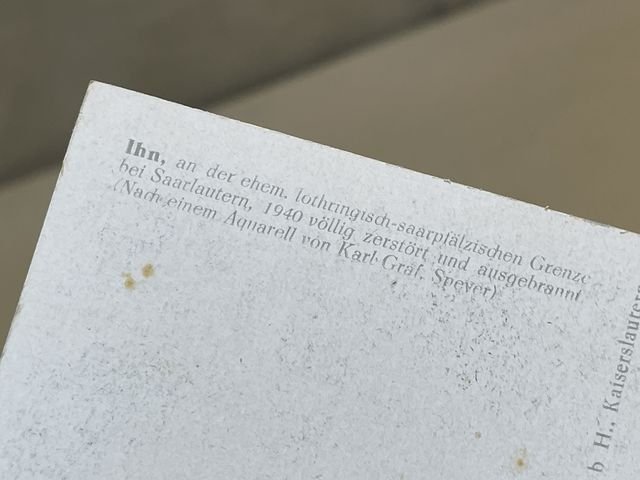 Ihn, an der ehem. lothringisch-saarpfälzischen Grenze
bei Saarlautern, 1940 völlig zerstört und ausgebrannt
(Nach einem Aquarell von Karl Graf, Speyer)
b H., Kaiserslautern